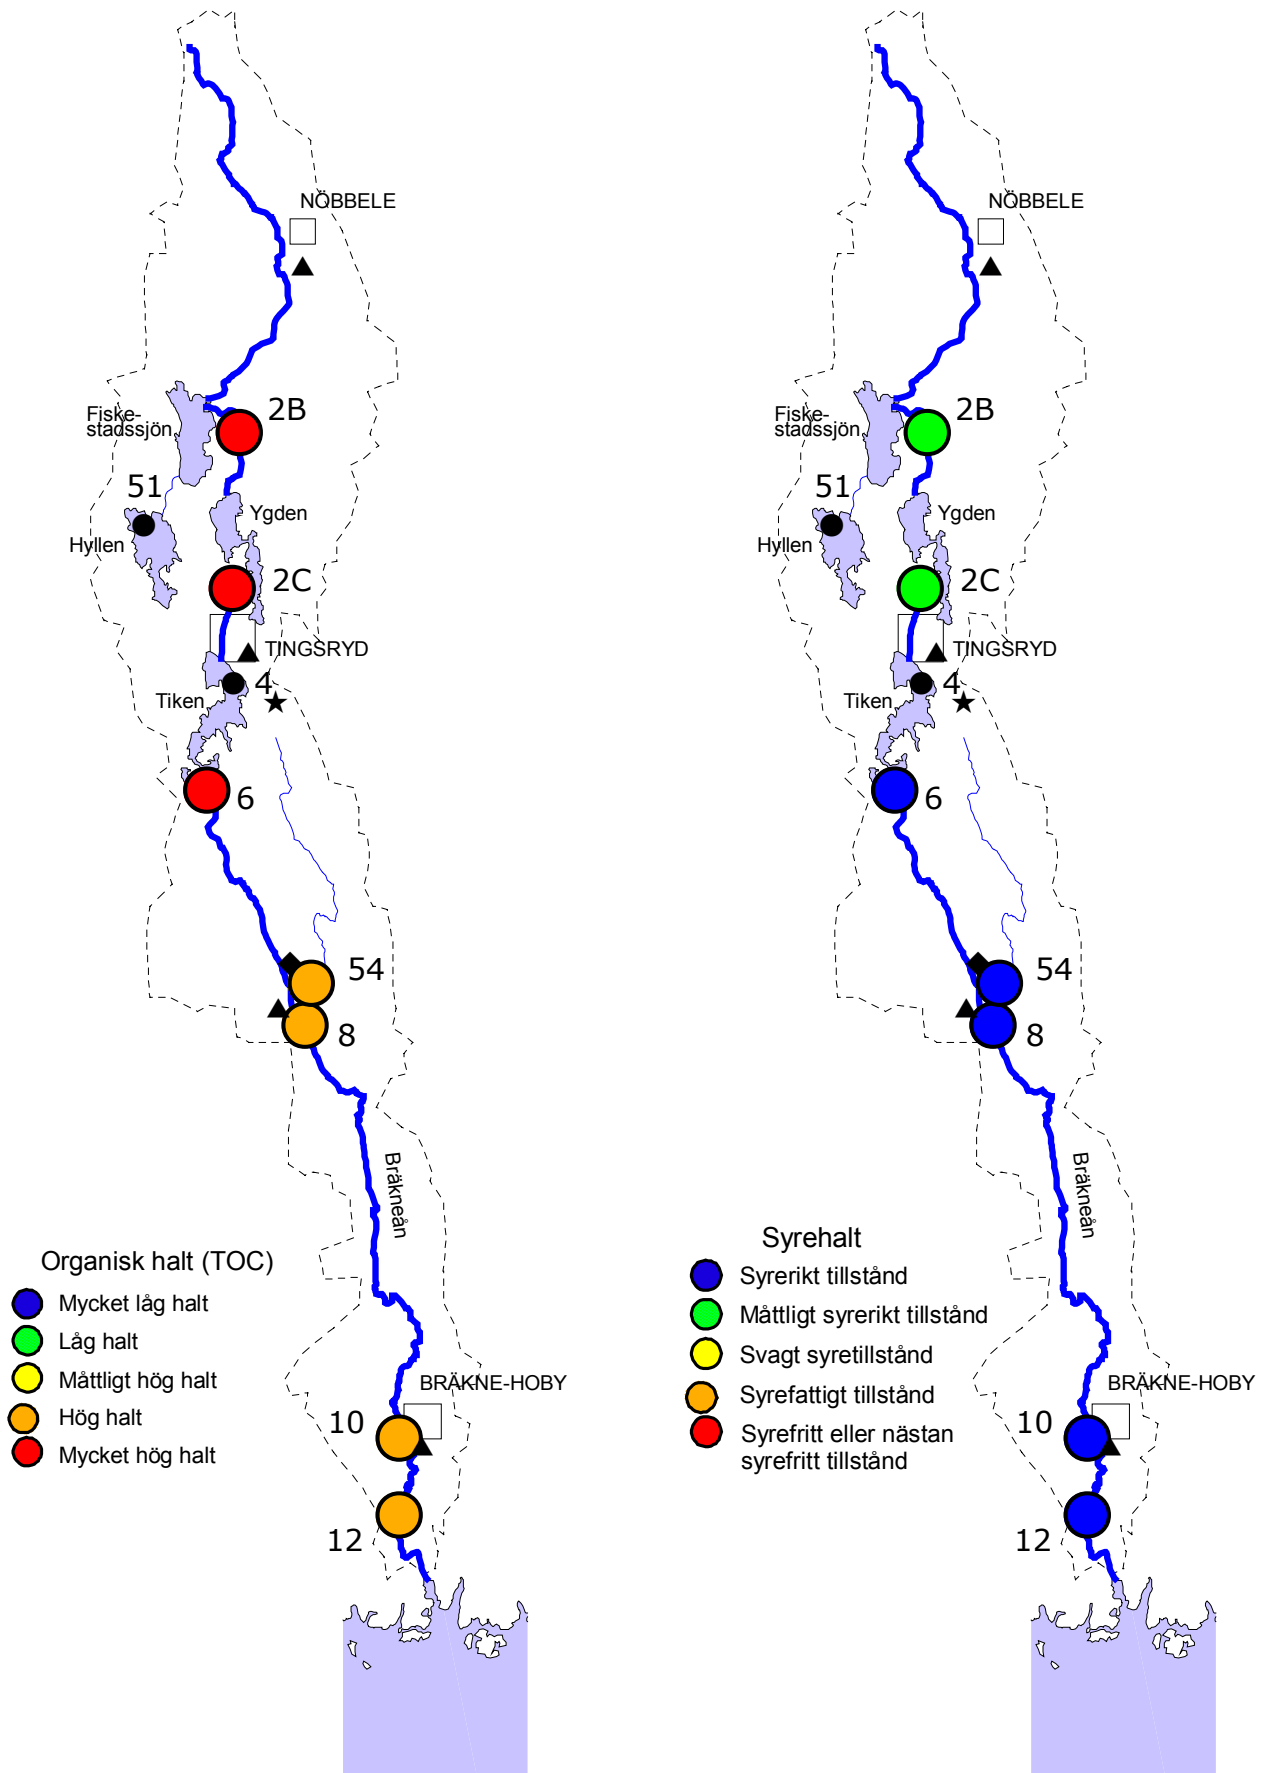 NÖBBELE
2B
Fiske-
stadssjön
51
Ygden
Hyllen
2C
TINGSRYD
4
Tiken
6
54
8
Bräkneån
Organisk halt (TOC)
Mycket låg halt
Låg halt
Måttligt hög halt
Hög halt
Mycket hög halt
BRÄKNE-HOBY
10
12
NÖBBELE
2B
Fiske-
stadssjön
51
Ygden
Hyllen
2C
TINGSRYD
4
Tiken
6
54
8
Bräkneån
Syrehalt
Syrerikt tillstånd
Måttligt syrerikt tillstånd
Svagt syretillstånd
Syrefattigt tillstånd
Syrefritt eller nästan
syrefritt tillstånd
BRÄKNE-HOBY
10
12